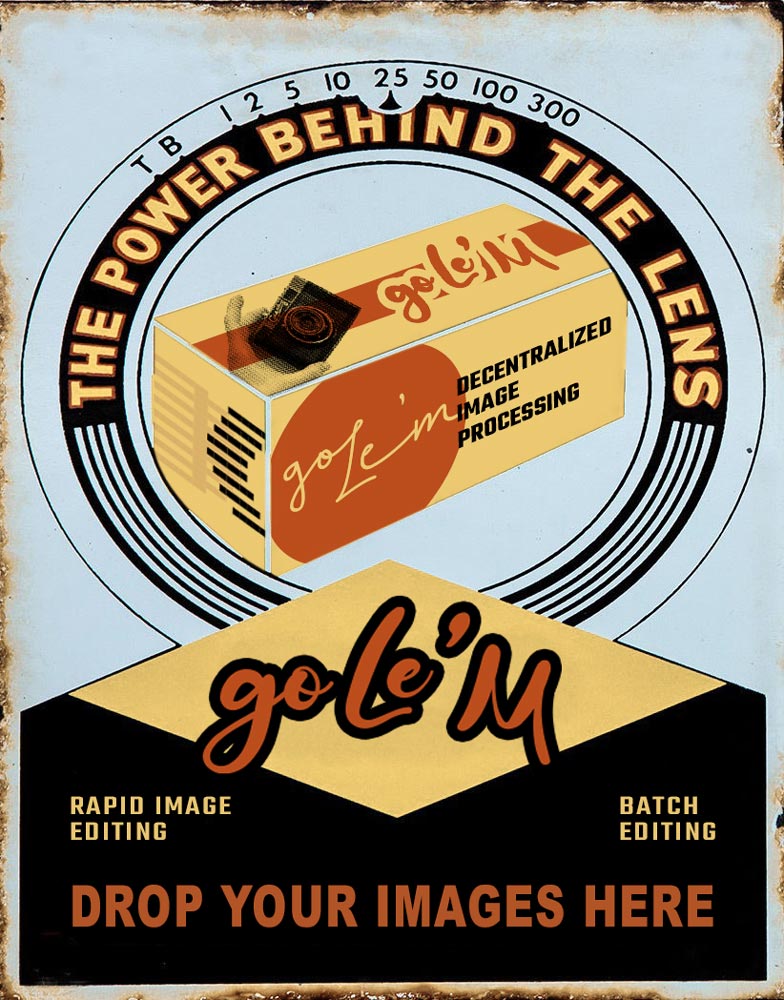 T B 1 2 5 10 25 50 100 300
THE POWER BEHIND THE LENS
goLe'M
goLe'm
DECENTRALIZED
IMAGE
PROCESSING
goLe'M
RAPID IMAGE
EDITING
BATCH
EDITING
DROP YOUR IMAGES HERE